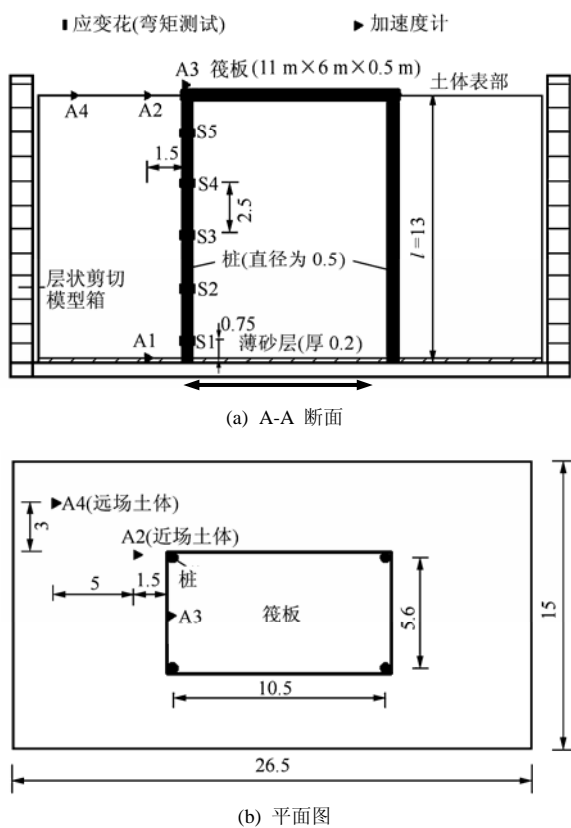 应变花(弯矩测试) 加速度计
A3 筏板(11 m×6 m×0.5 m) 土体表部
A4 A2
S5
1.5
S4
2.5
S3
l=13
桩(直径为 0.5)
层状剪切
模型箱
S2
0.75
A1 S1 薄砂层(厚 0.2)
(a) A-A 断面
A4(远场土体)
3
A2(近场土体)
5 1.5 桩
A3 筏板 5.6 15
10.5
26.5
(b) 平面图